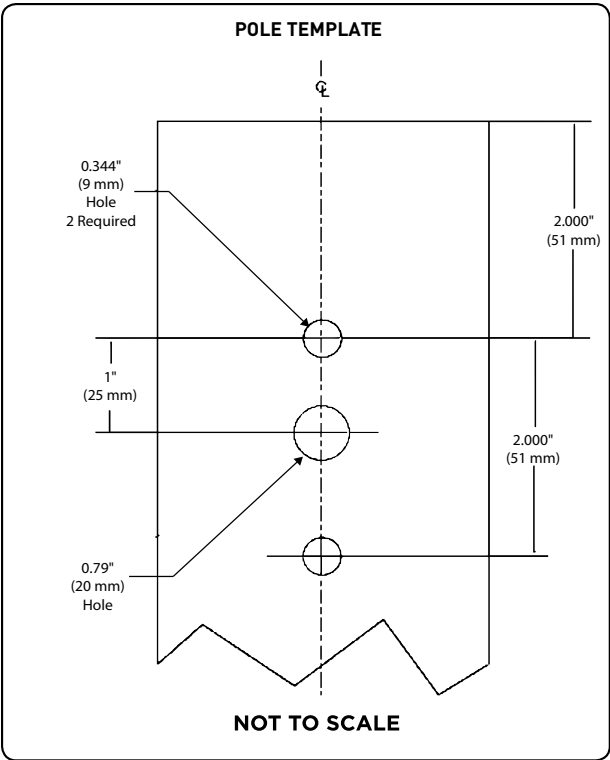 POLE TEMPLATE
℄
0.344"
(9 mm)
Hole
2 Required
2.000"
(51 mm)
1"
(25 mm)
2.000"
(51 mm)
0.79"
(20 mm)
Hole
NOT TO SCALE